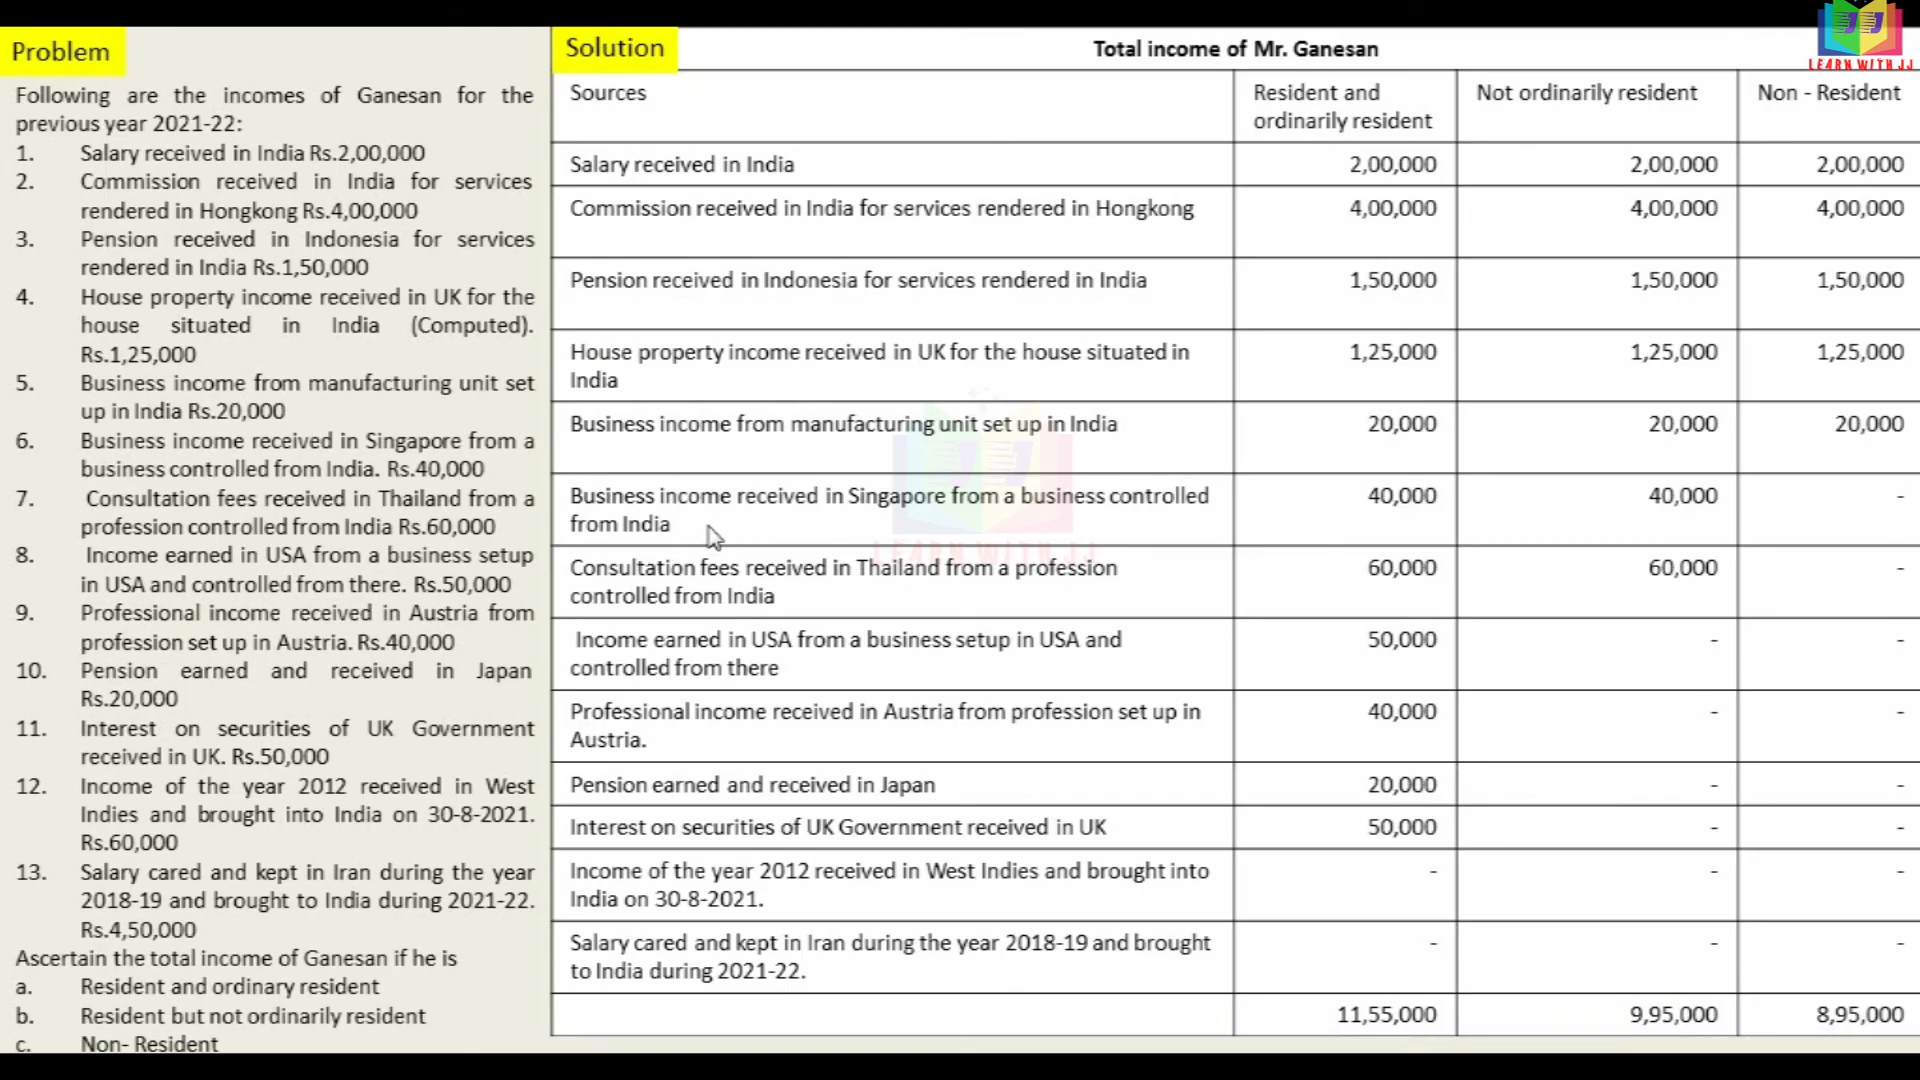 Problem
Following are the incomes of Ganesan for the
previous year 2021-22:
1. Salary received in India Rs.2,00,000
2. Commission received in India for services
rendered in Hongkong Rs.4,00,000
3. Pension received in Indonesia for services
rendered in India Rs.1,50,000
4. House property income received in UK for the
house situated in India (Computed).
Rs.1,25,000
5. Business income from manufacturing unit set
up in India Rs.20,000
6. Business income received in Singapore from a
business controlled from India. Rs.40,000
7. Consultation fees received in Thailand from a
profession controlled from India Rs.60,000
8. Income earned in USA from a business setup
in USA and controlled from there. Rs.50,000
9. Professional income received in Austria from
profession set up in Austria. Rs.40,000
10. Pension earned and received in Japan
Rs.20,000
11. Interest on securities of UK Government
received in UK. Rs.50,000
12. Income of the year 2012 received in West
Indies and brought into India on 30-8-2021.
Rs.60,000
13. Salary cared and kept in Iran during the year
2018-19 and brought to India during 2021-22.
Rs.4,50,000
Ascertain the total income of Ganesan if he is
a. Resident and ordinary resident
b. Resident but not ordinarily resident
c. Non- Resident
Solution
Total income of Mr. Ganesan
JJ
LEARN WITH JJ
Sources Resident and Not ordinarily resident Non - Resident
ordinarily resident
Salary received in India 2,00,000 2,00,000 2,00,000
Commission received in India for services rendered in Hongkong 4,00,000 4,00,000 4,00,000
Pension received in Indonesia for services rendered in India 1,50,000 1,50,000 1,50,000
House property income received in UK for the house situated in 1,25,000 1,25,000 1,25,000
India
Business income from manufacturing unit set up in India 20,000 20,000 20,000
Business income received in Singapore from a business controlled 40,000 40,000 -
from India
Consultation fees received in Thailand from a profession 60,000 60,000 -
controlled from India
Income earned in USA from a business setup in USA and 50,000 - -
controlled from there
Professional income received in Austria from profession set up in 40,000 - -
Austria.
Pension earned and received in Japan 20,000 - -
Interest on securities of UK Government received in UK 50,000 - -
Income of the year 2012 received in West Indies and brought into - - -
India on 30-8-2021.
Salary cared and kept in Iran during the year 2018-19 and brought - - -
to India during 2021-22.
11,55,000 9,95,000 8,95,000
JJ
LEARN WITH JJ